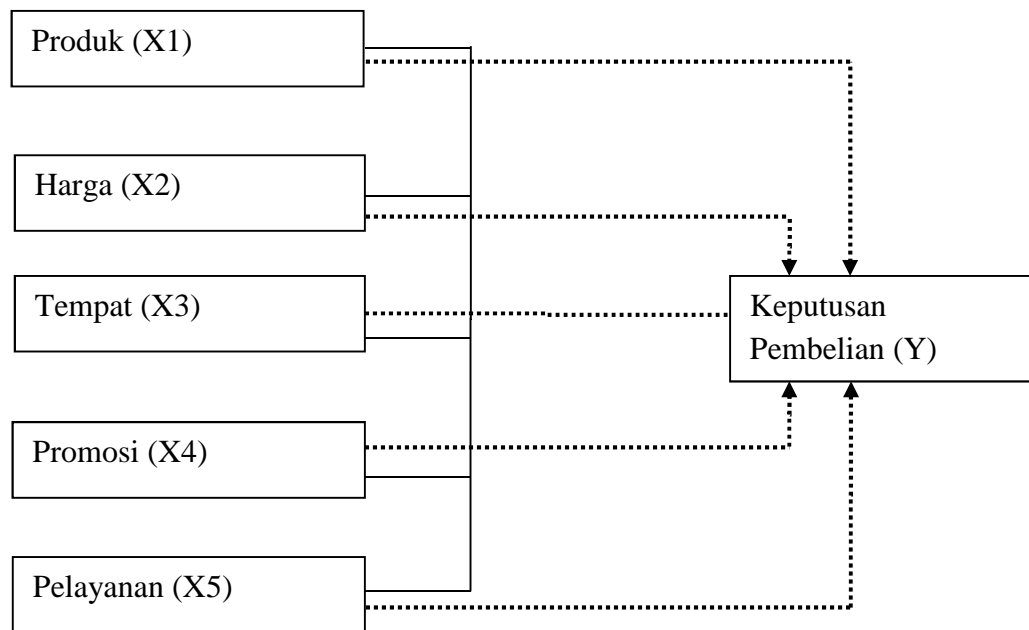 Produk (X1)
Harga (X2)
Tempat (X3)
Keputusan
Pembelian (Y)
Promosi (X4)
Pelayanan (X5)